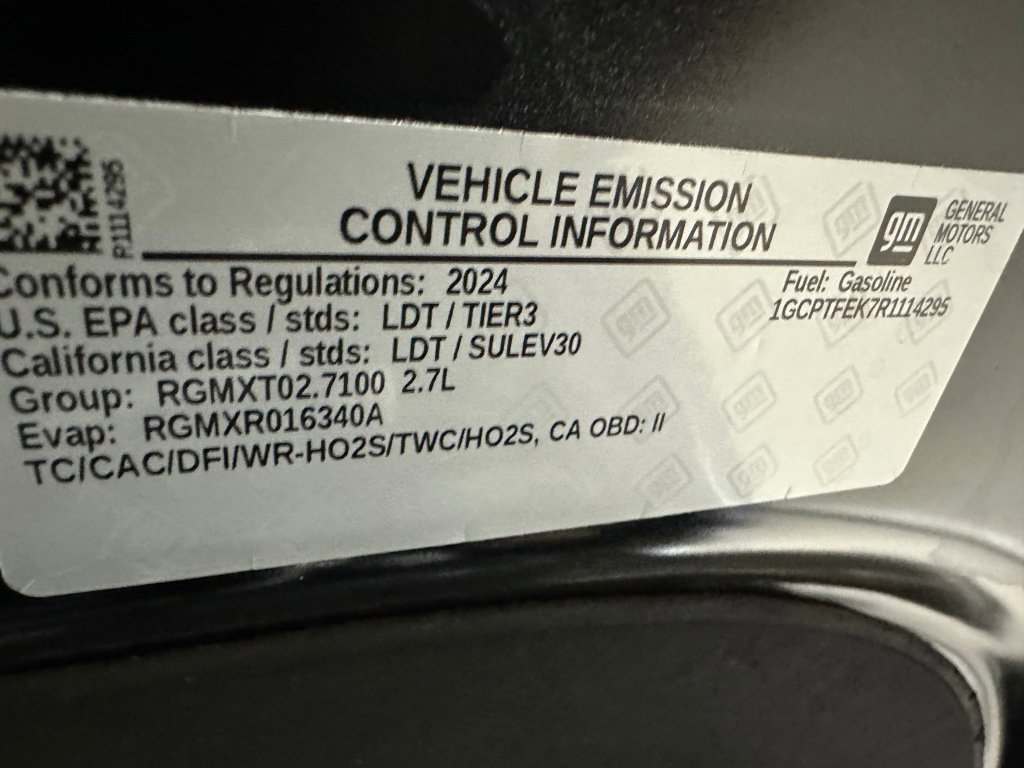 R1114295
VEHICLE EMISSION
CONTROL INFORMATION
gm
GENERAL
MOTORS
LLC
Conforms to Regulations: 2024
Fuel: Gasoline
U.S. EPA class / stds: LDT / TIER3
1GCPTFEK7R1114295
California class / stds: LDT / SULEV30
Group: RGMXT02.7100 2.7L
Evap: RGMXR016340A
TC/CAC/DFI/WR-HO2S/TWC/HO2S, CA OBD: II